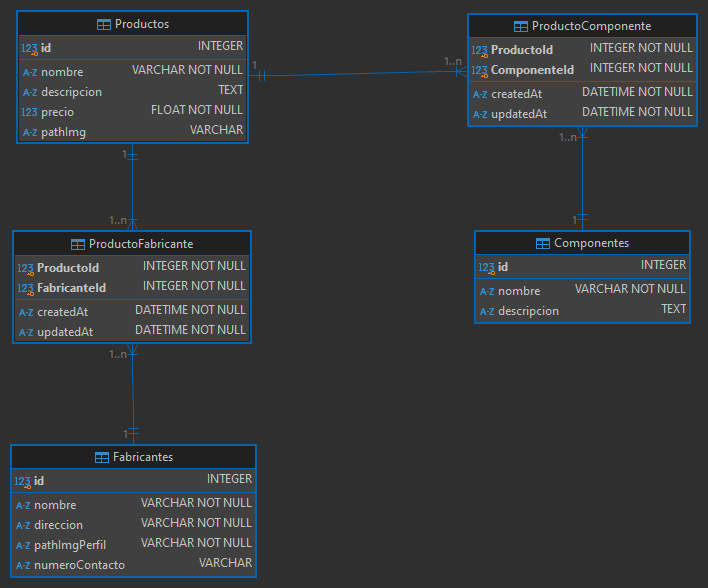 Productos
123 id INTEGER
A-Z nombre VARCHAR NOT NULL
A-Z descripcion TEXT
123 precio FLOAT NOT NULL
A-Z pathImg VARCHAR
1
1..n
ProductoComponente
123 ProductoId INTEGER NOT NULL
123 ComponenteId INTEGER NOT NULL
A-Z createdAt DATETIME NOT NULL
A-Z updatedAt DATETIME NOT NULL
1
1..n
1..n
1
ProductoFabricante
123 ProductoId INTEGER NOT NULL
123 FabricanteId INTEGER NOT NULL
A-Z createdAt DATETIME NOT NULL
A-Z updatedAt DATETIME NOT NULL
Componentes
123 id INTEGER
A-Z nombre VARCHAR NOT NULL
A-Z descripcion TEXT
1..n
1
Fabricantes
123 id INTEGER
A-Z nombre VARCHAR NOT NULL
A-Z direccion VARCHAR NOT NULL
A-Z pathImgPerfil VARCHAR NOT NULL
A-Z numeroContacto VARCHAR